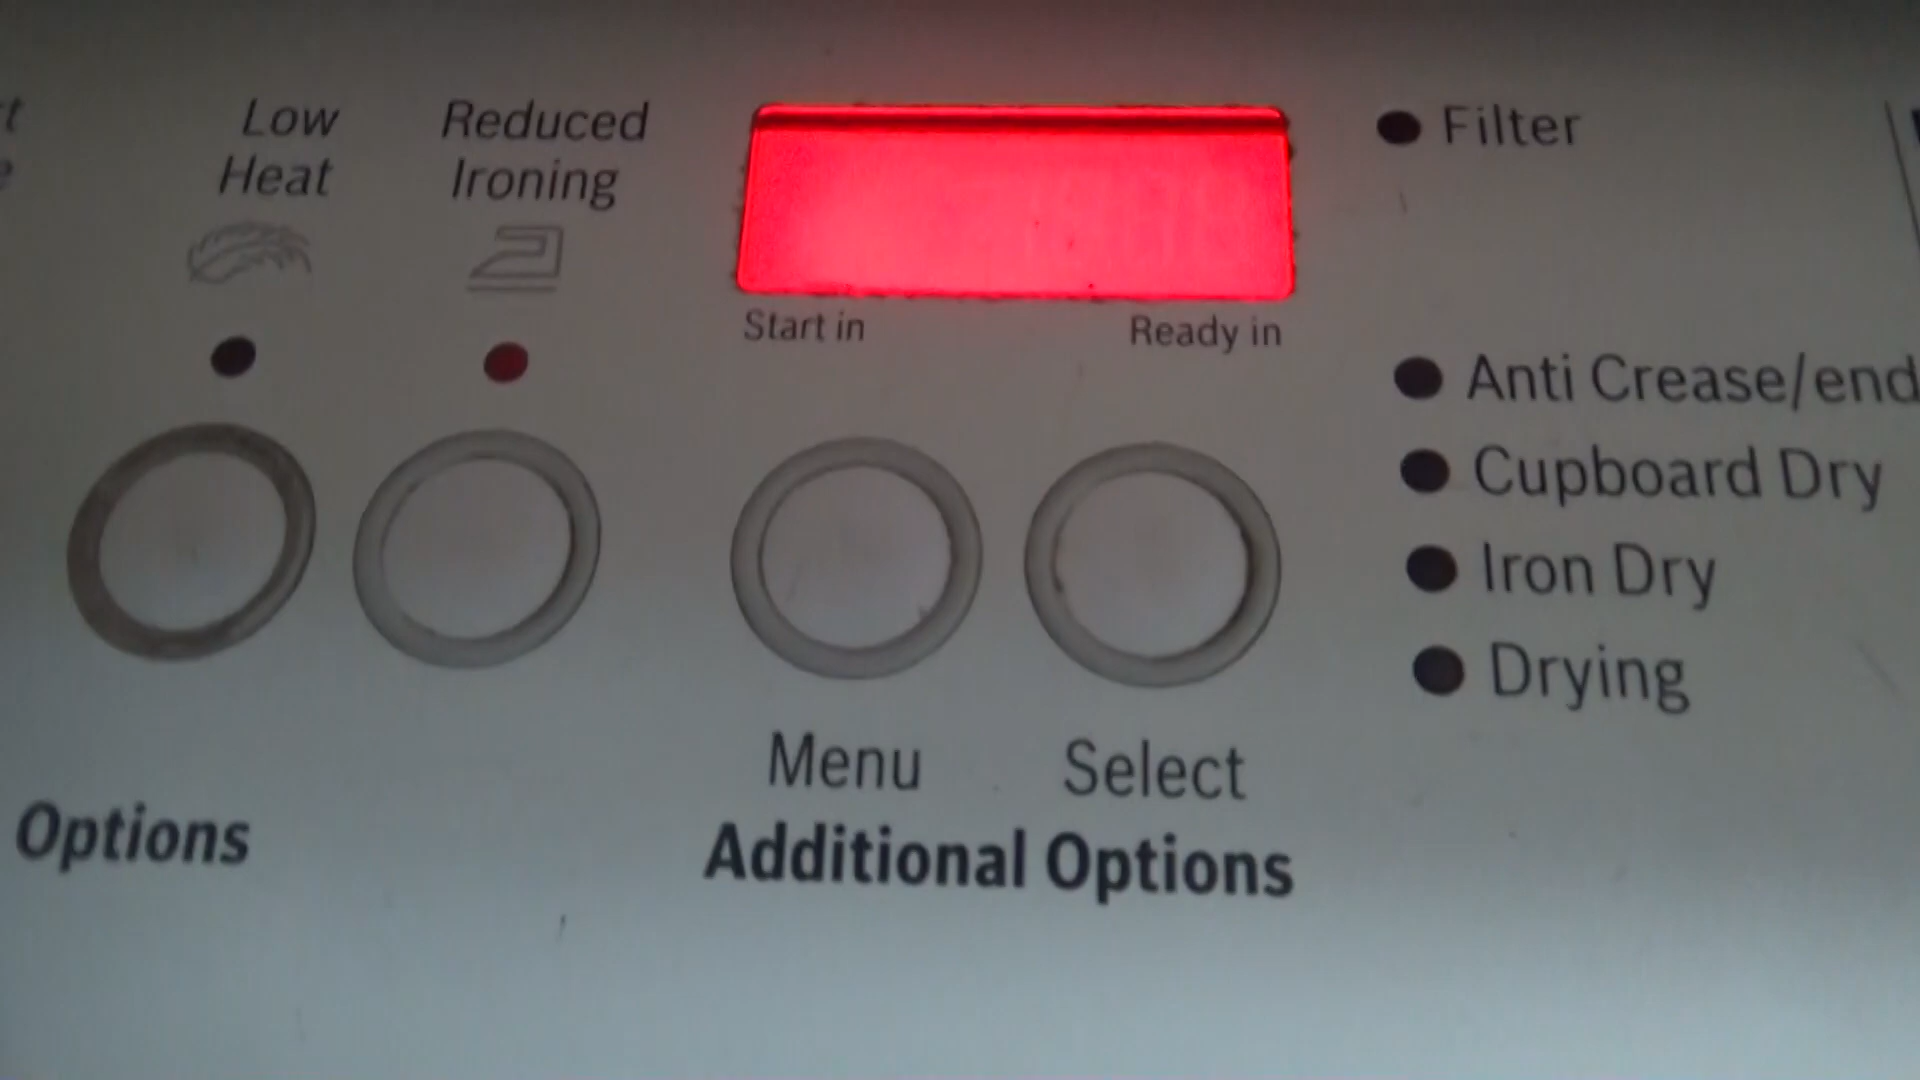 Low
Heat
Reduced
Ironing
Filter
Start in
Ready in
Anti Crease/end
Cupboard Dry
Iron Dry
Drying
Menu
Select
Options
Additional Options